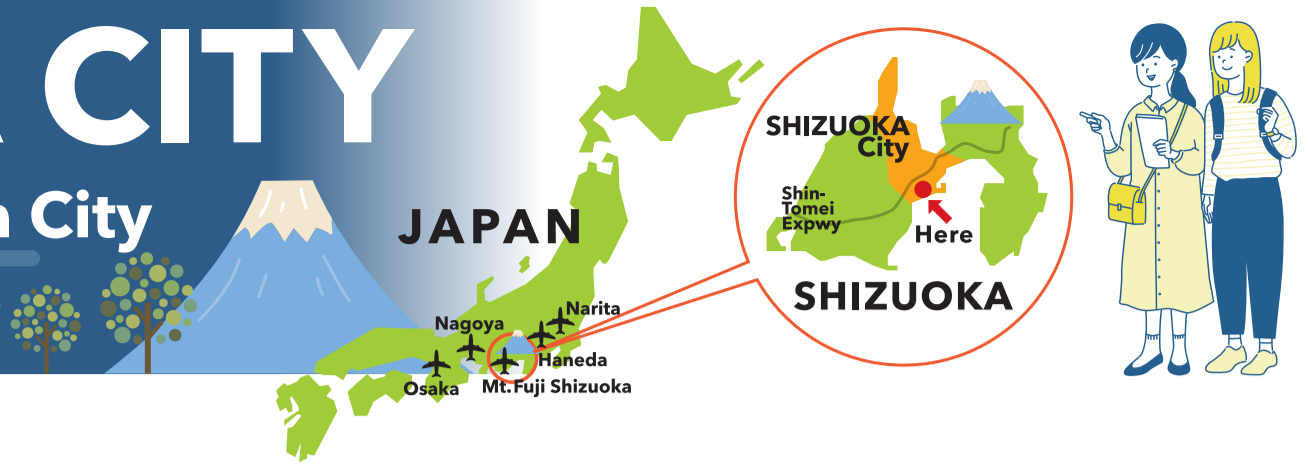 CITY
City
JAPAN
Narita
Nagoya
Haneda
Osaka
Mt.Fuji Shizuoka
SHIZUOKA
City
Shin-
Tomei
Expwy
Here
SHIZUOKA